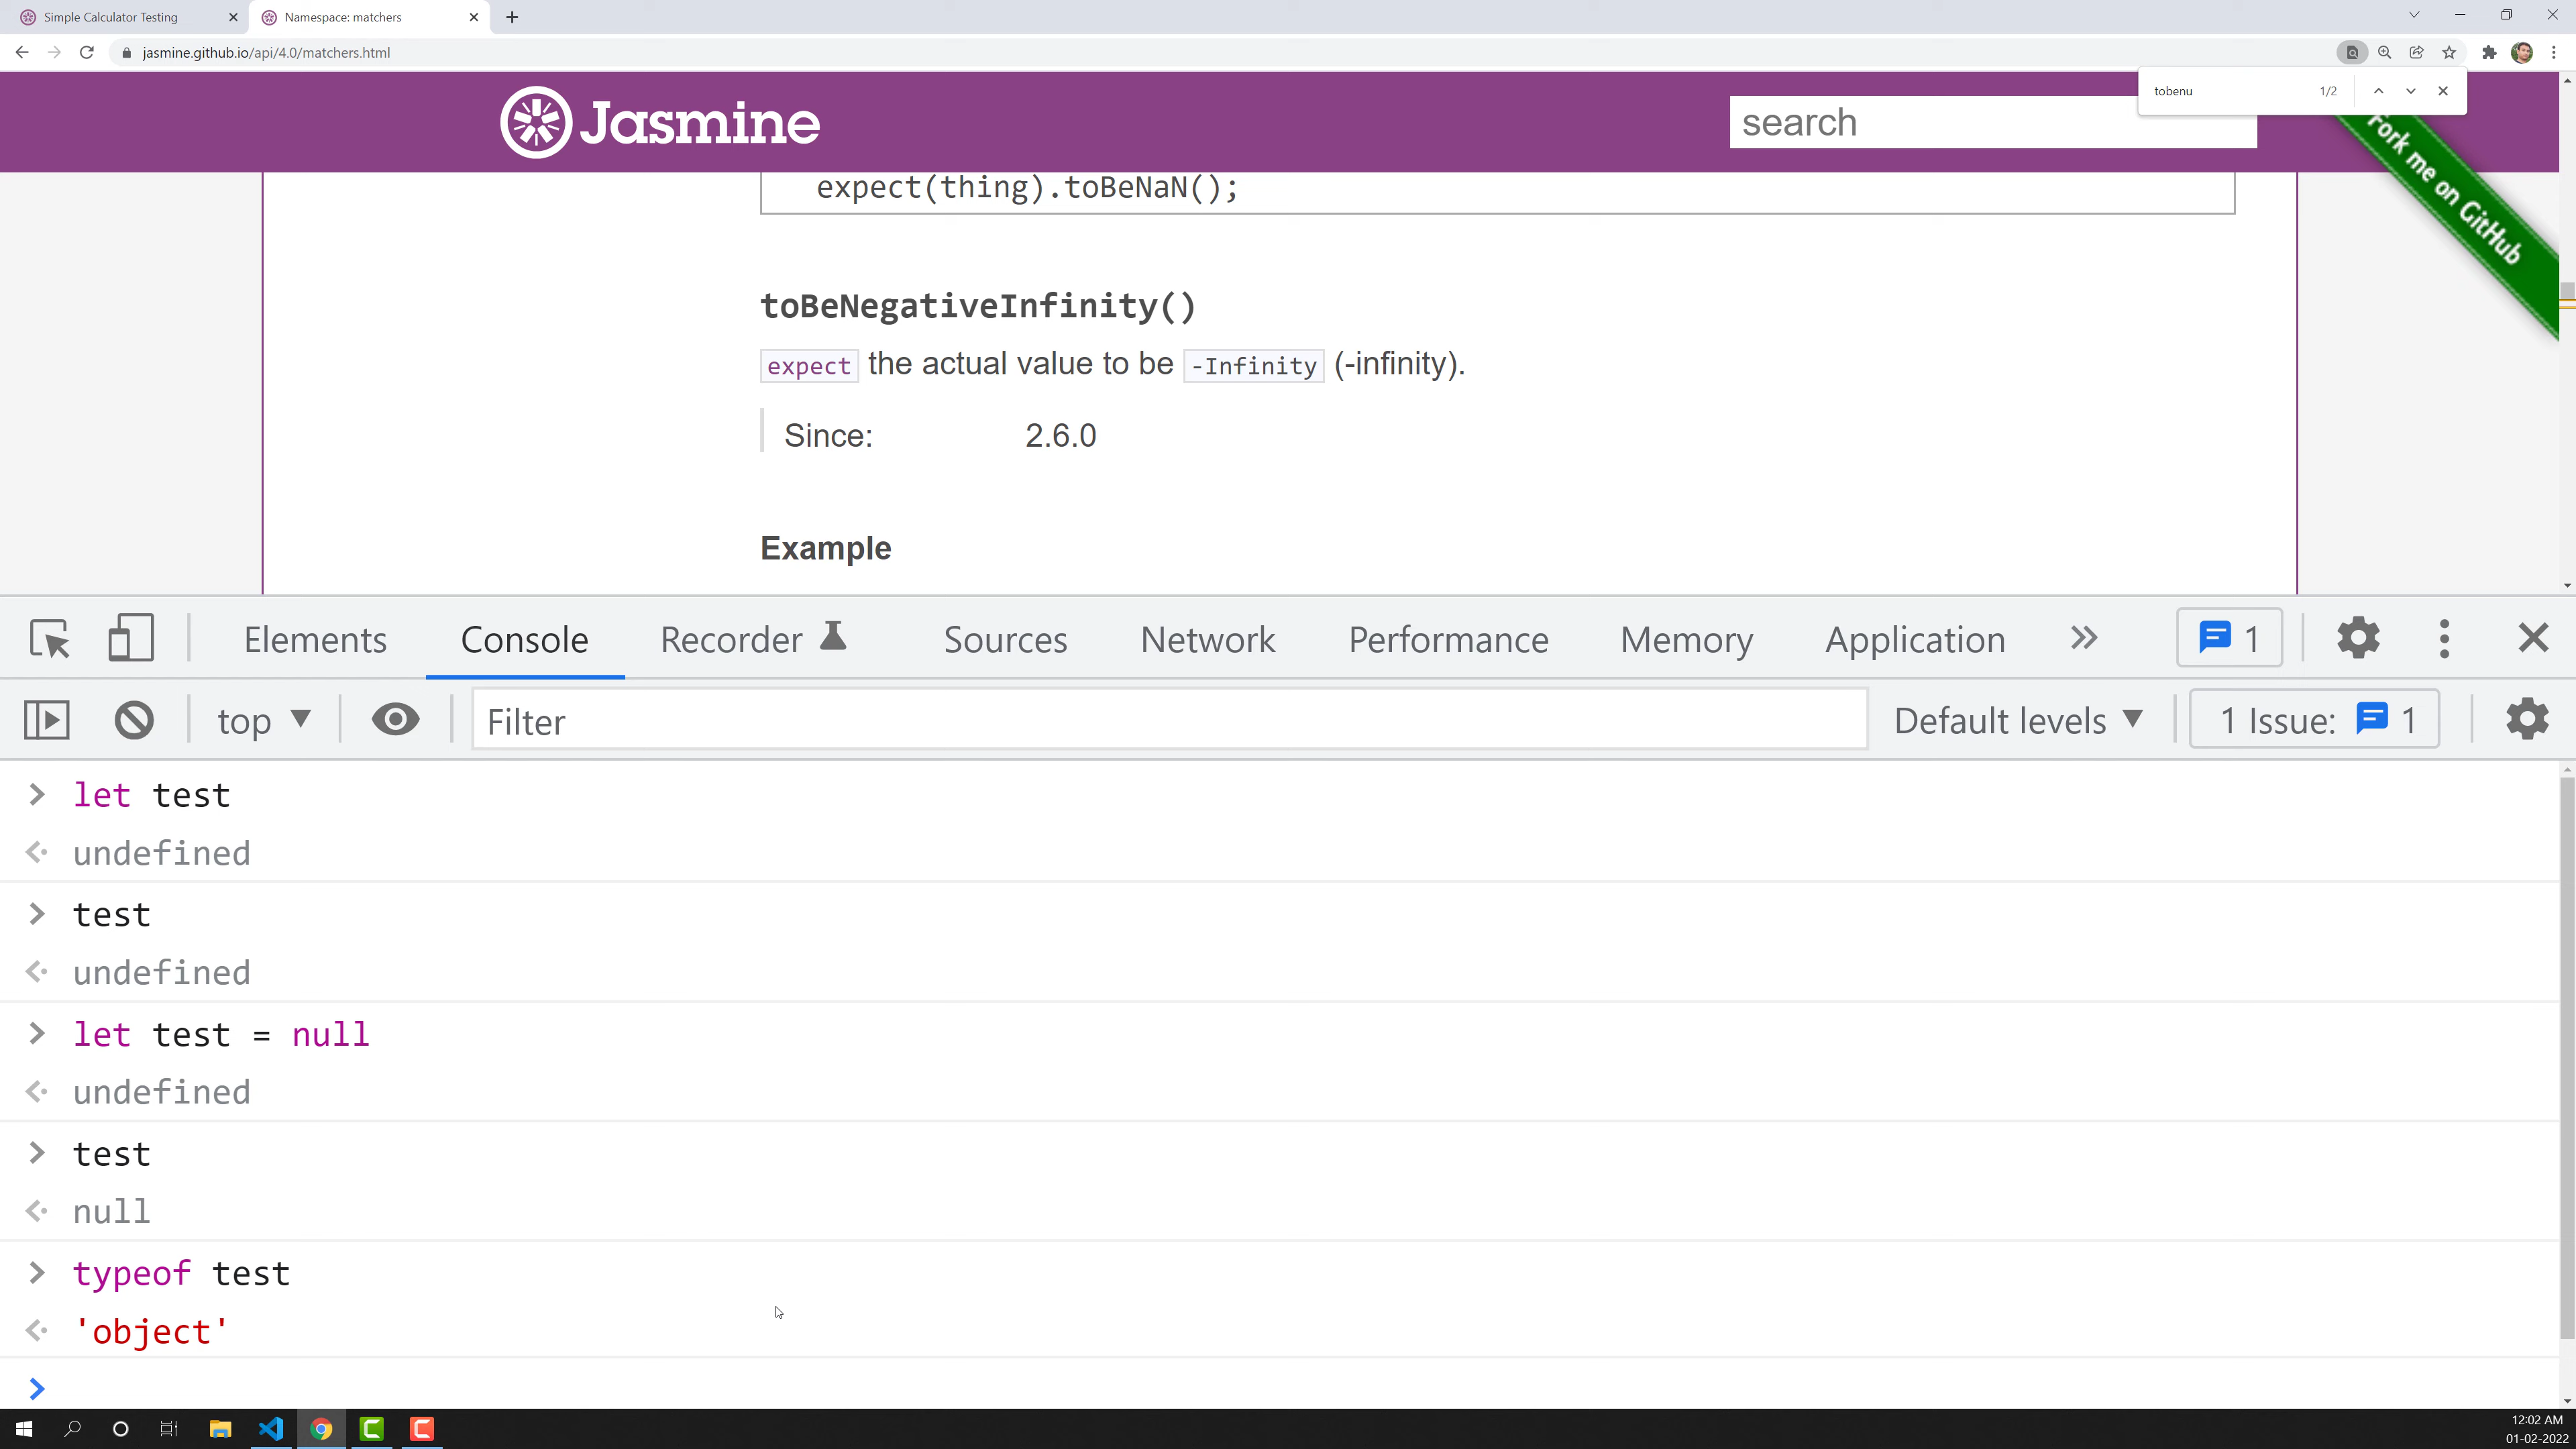 Simple Calculator Testing
Namespace: matchers
jasmine.github.io/api/4.0/matchers.html
tobenu 1/2
Jasmine
search
Fork me on GitHub
expect(thing).toBeNaN();
toBeNegativeInfinity()
expect the actual value to be -Infinity (-infinity).
Since: 2.6.0
Example
Elements Console Recorder Sources Network Performance Memory Application 1
top Filter Default levels 1 Issue: 1
> let test
undefined
> test
undefined
> let test = null
undefined
> test
null
> typeof test
'object'
>
12:02 AM
01-02-2022